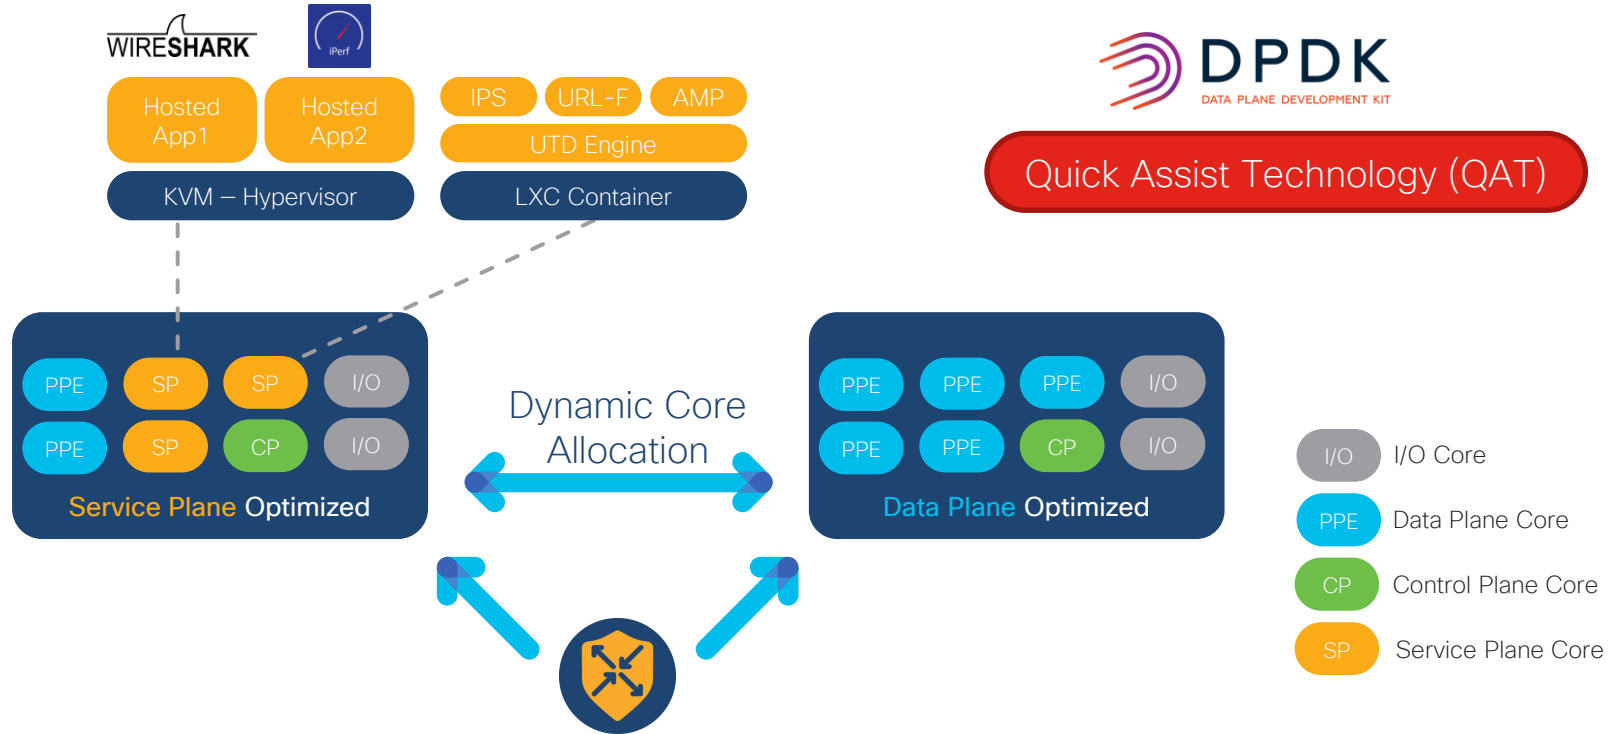 WIRESHARK
iPerf
Hosted
App1
Hosted
App2
IPS
URL-F
AMP
UTD Engine
KVM – Hypervisor
LXC Container
DPDK
DATA PLANE DEVELOPMENT KIT
Quick Assist Technology (QAT)
PPE
SP
SP
I/O
PPE
SP
CP
I/O
Service Plane Optimized
Dynamic Core
Allocation
PPE
PPE
PPE
I/O
PPE
PPE
CP
I/O
Data Plane Optimized
I/O
I/O Core
PPE
Data Plane Core
CP
Control Plane Core
SP
Service Plane Core